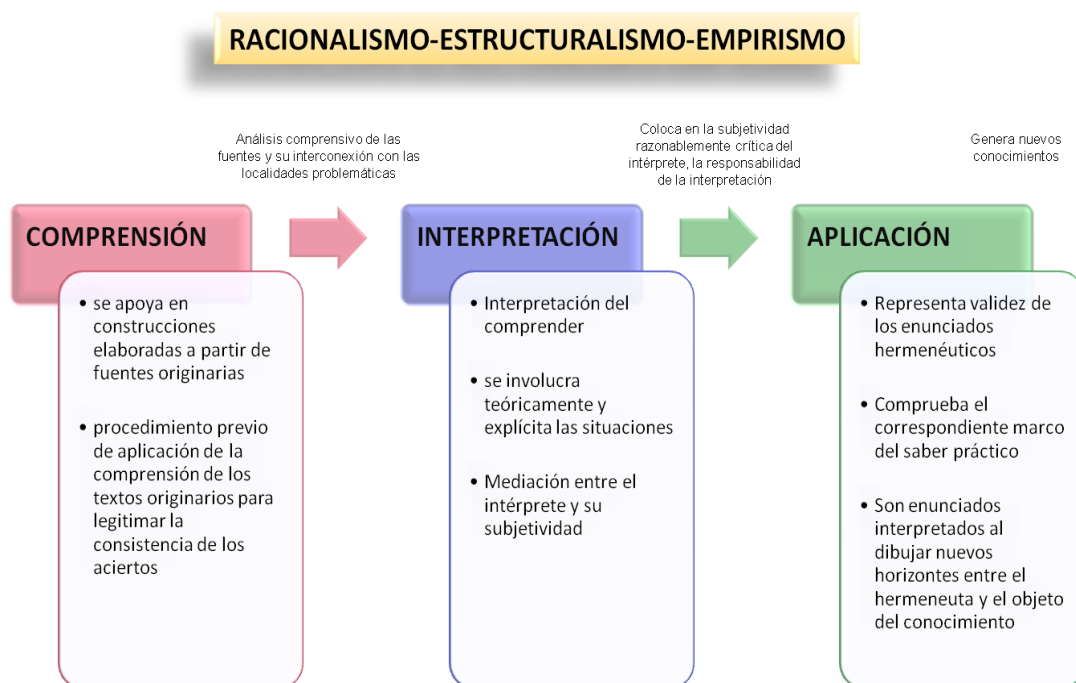 RACIONALISMO-ESTRUCTURALISMO-EMPIRISMO
Análisis comprensivo de las
fuentes y su interconexión con las
localidades problemáticas
Coloca en la subjetividad
razonablemente crítica del
intérprete, la responsabilidad
de la interpretación
Genera nuevos
conocimientos
COMPRENSIÓN
• se apoya en
construcciones
elaboradas a partir de
fuentes originarias
• procedimiento previo
de aplicación de la
comprensión de los
textos originarios para
legitimar la
consistencia de los
aciertos
INTERPRETACIÓN
• Interpretación del
comprender
• se involucra
teóricamente y
explícita las situaciones
• Mediación entre el
intérprete y su
subjetividad
APLICACIÓN
• Representa validez de
los enunciados
hermenéuticos
• Comprueba el
correspondiente marco
del saber práctico
• Son enunciados
interpretados al
dibujar nuevos
horizontes entre el
hermeneuta y el objeto
del conocimiento